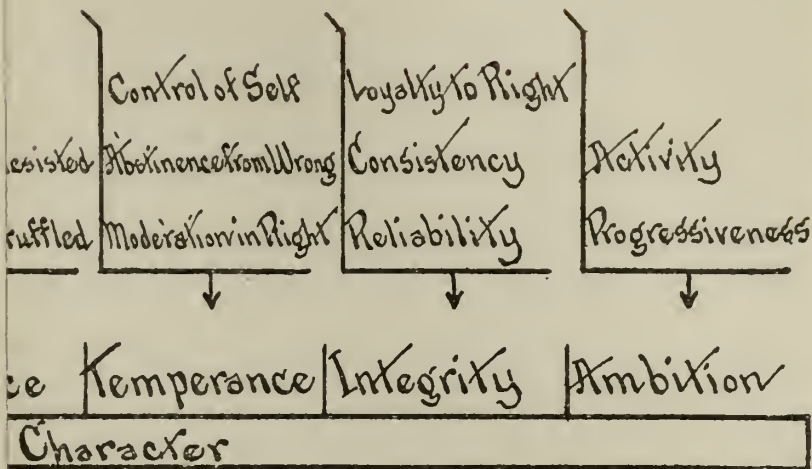 Control of Self
Loyalty to Right
esisted
Abstinence from Wrong
Consistency
Activity
ruffled
Moderation in Right
Reliability
Progressiveness
ce
Temperance
Integrity
Ambition
Character